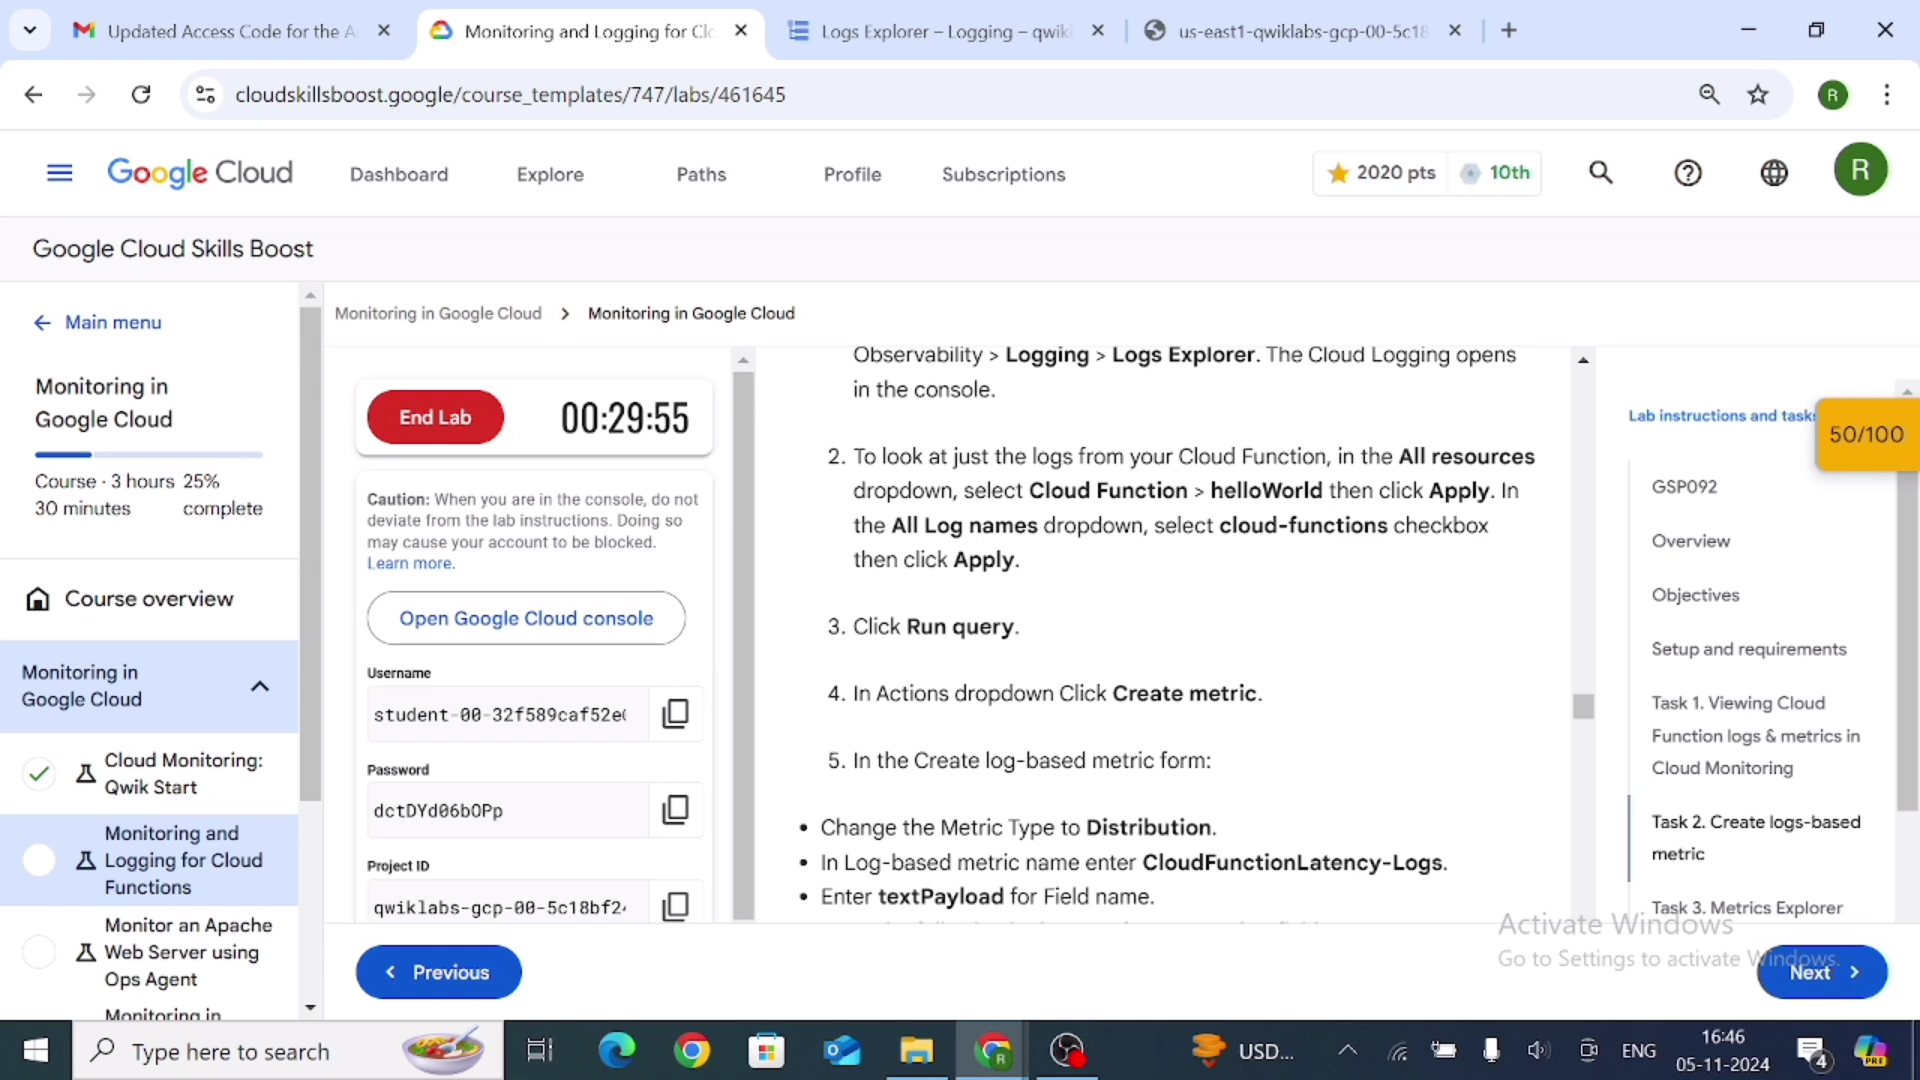 Updated Access Code for the A
Monitoring and Logging for Clo
Logs Explorer – Logging – qwikl
us-east1-qwiklabs-gcp-00-5c18
cloudskillsboost.google/course_templates/747/labs/461645
R
Google Cloud
Dashboard
Explore
Paths
Profile
Subscriptions
2020 pts
10th
R
Google Cloud Skills Boost
Main menu
Monitoring in
Google Cloud
Course · 3 hours 25%
30 minutes complete
Course overview
Monitoring in
Google Cloud
Cloud Monitoring:
Qwik Start
Monitoring and
Logging for Cloud
Functions
Monitor an Apache
Web Server using
Ops Agent
Monitoring in
Monitoring in Google Cloud > Monitoring in Google Cloud
End Lab
00:29:55
Caution: When you are in the console, do not
deviate from the lab instructions. Doing so
may cause your account to be blocked.
Learn more.
Open Google Cloud console
Username
student-00-32f589caf52e
Password
dctDYd06bOPp
Project ID
qwiklabs-gcp-00-5c18bf2
Observability > Logging > Logs Explorer. The Cloud Logging opens
in the console.
2. To look at just the logs from your Cloud Function, in the All resources
dropdown, select Cloud Function > helloWorld then click Apply. In
the All Log names dropdown, select cloud-functions checkbox
then click Apply.
3. Click Run query.
4. In Actions dropdown Click Create metric.
5. In the Create log-based metric form:
• Change the Metric Type to Distribution.
• In Log-based metric name enter CloudFunctionLatency-Logs.
• Enter textPayload for Field name.
Lab instructions and tasks
50/100
GSP092
Overview
Objectives
Setup and requirements
Task 1. Viewing Cloud
Function logs & metrics in
Cloud Monitoring
Task 2. Create logs-based
metric
Task 3. Metrics Explorer
Activate Windows
Go to Settings to activate Windows.
Previous
Next
Type here to search
USD...
ENG
16:46
05-11-2024
4
PRE